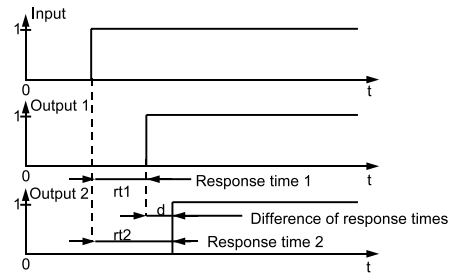 Input
1
0
t
Output 1
1
0
t
rt1
Response time 1
Output 2
1
d
Difference of response times
rt2
Response time 2
0
t